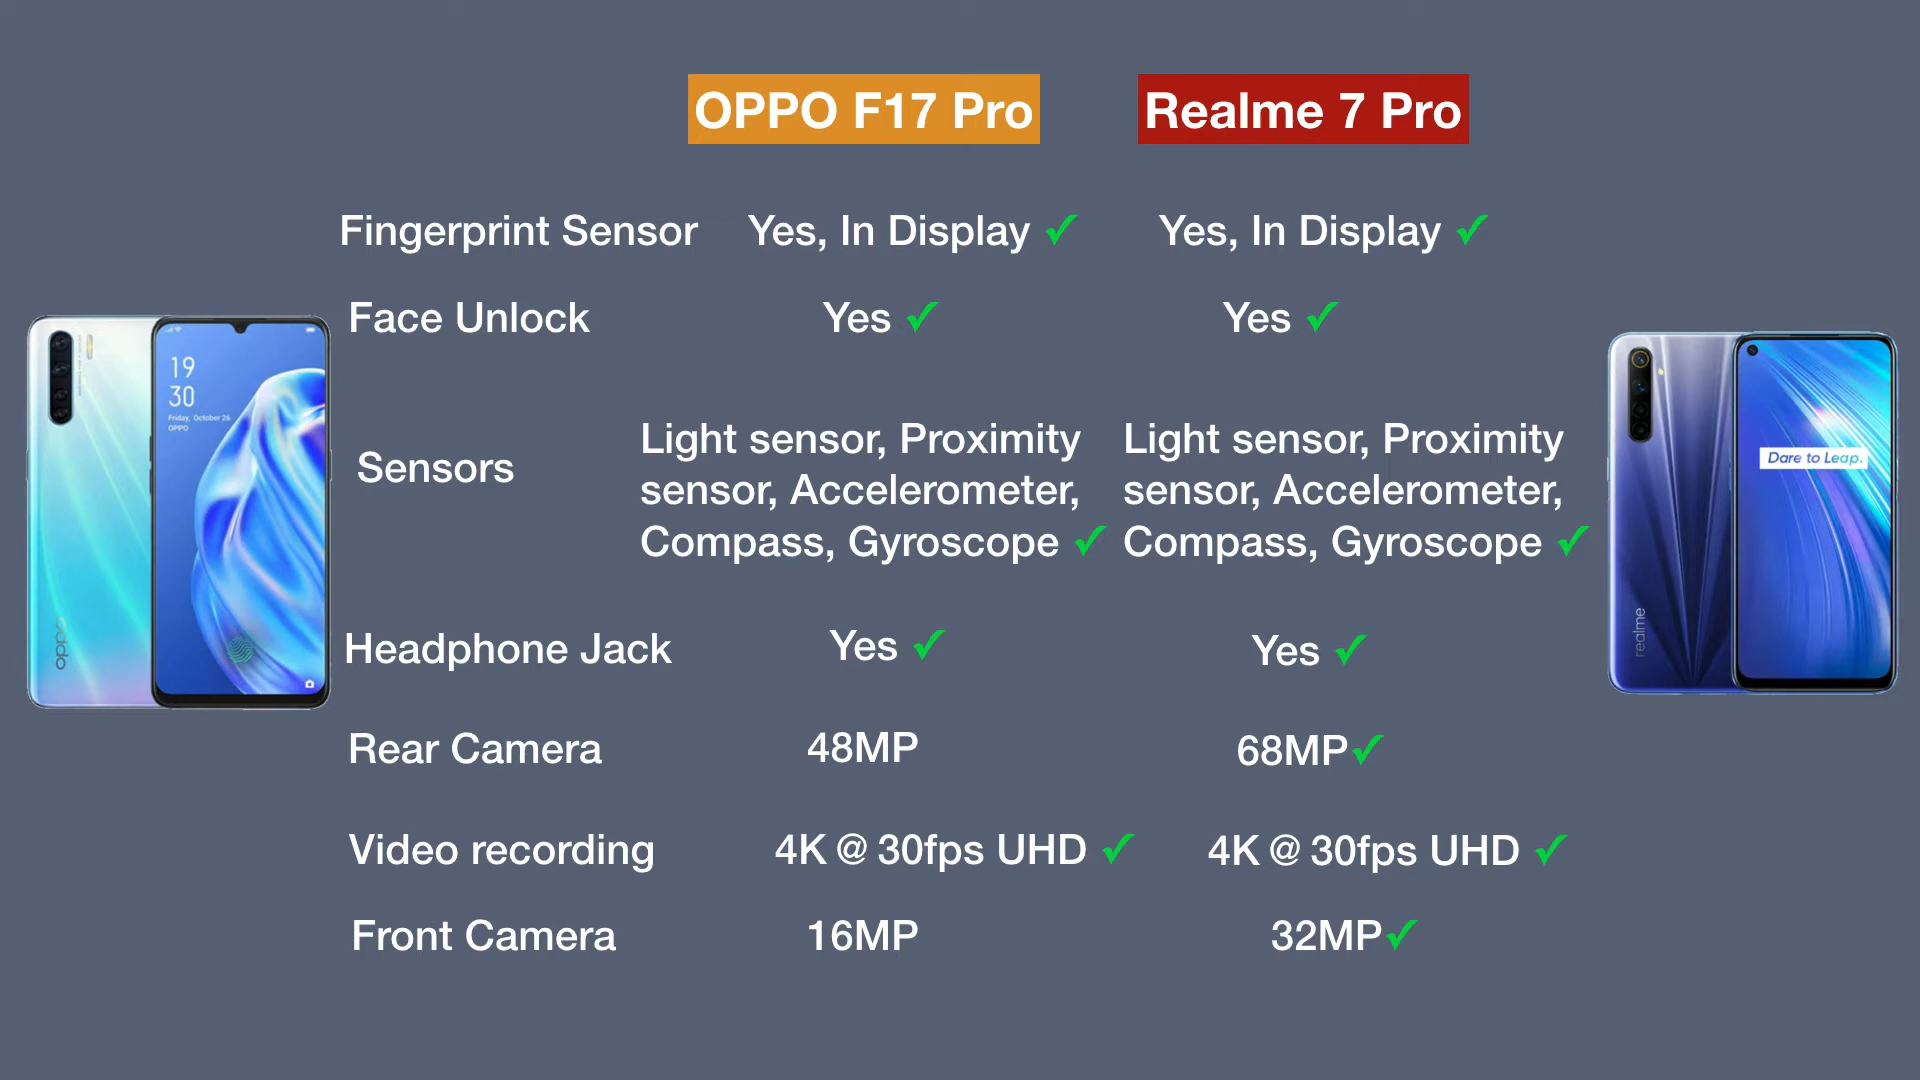 OPPO F17 Pro Realme 7 Pro
Fingerprint Sensor Yes, In Display ✓ Yes, In Display ✓
Face Unlock Yes ✓ Yes ✓
19
30
Friday, October 26
OPPO
Sensors
Light sensor, Proximity
sensor, Accelerometer,
Compass, Gyroscope ✓
Light sensor, Proximity
sensor, Accelerometer,
Compass, Gyroscope ✓
Dare to Leap.
oppo
realme
Headphone Jack Yes ✓ Yes ✓
Rear Camera 48MP 68MP✓
Video recording 4K @ 30fps UHD ✓ 4K @ 30fps UHD ✓
Front Camera 16MP 32MP✓